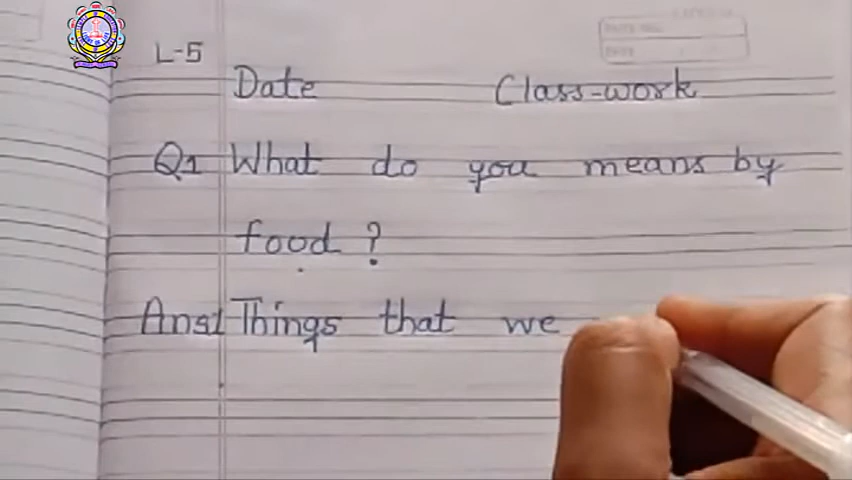 L-5
Date Class-work
Q1 What do you means by
food ?
Ans1 Things that we